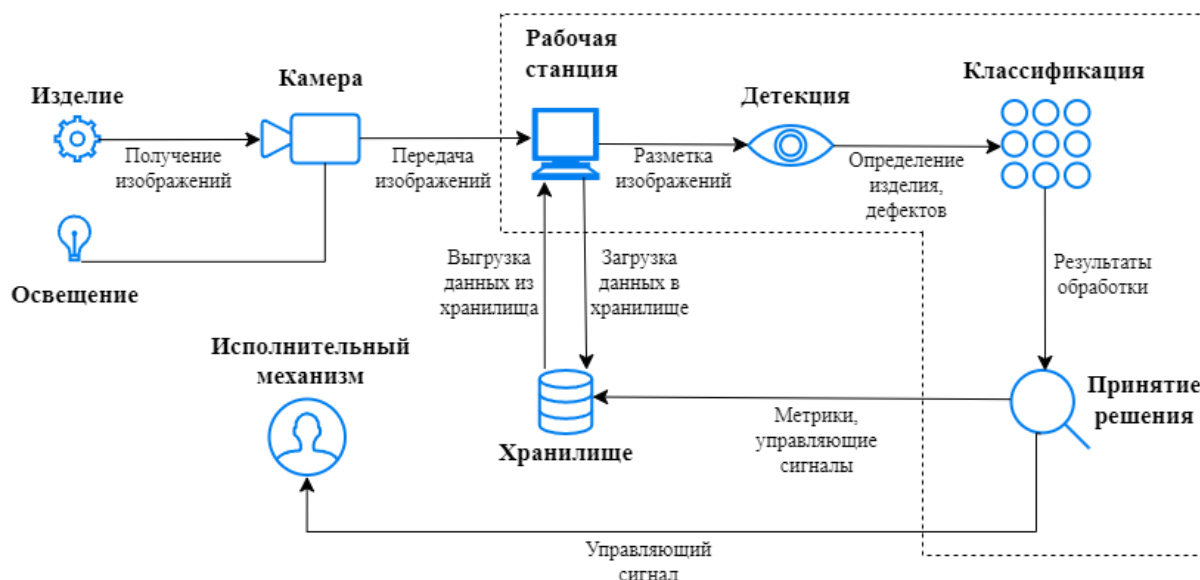 Рабочая
станция
Камера
Классификация
Изделие
Детекция
Получение
изображений
Передача
изображений
Разметка
изображений
Определение
изделия,
дефектов
Освещение
Выгрузка
данных из
хранилища
Загрузка
данных в
хранилище
Результаты
обработки
Исполнительный
механизм
Принятие
решения
Метрики,
управляющие
сигналы
Хранилище
Управляющий
сигнал